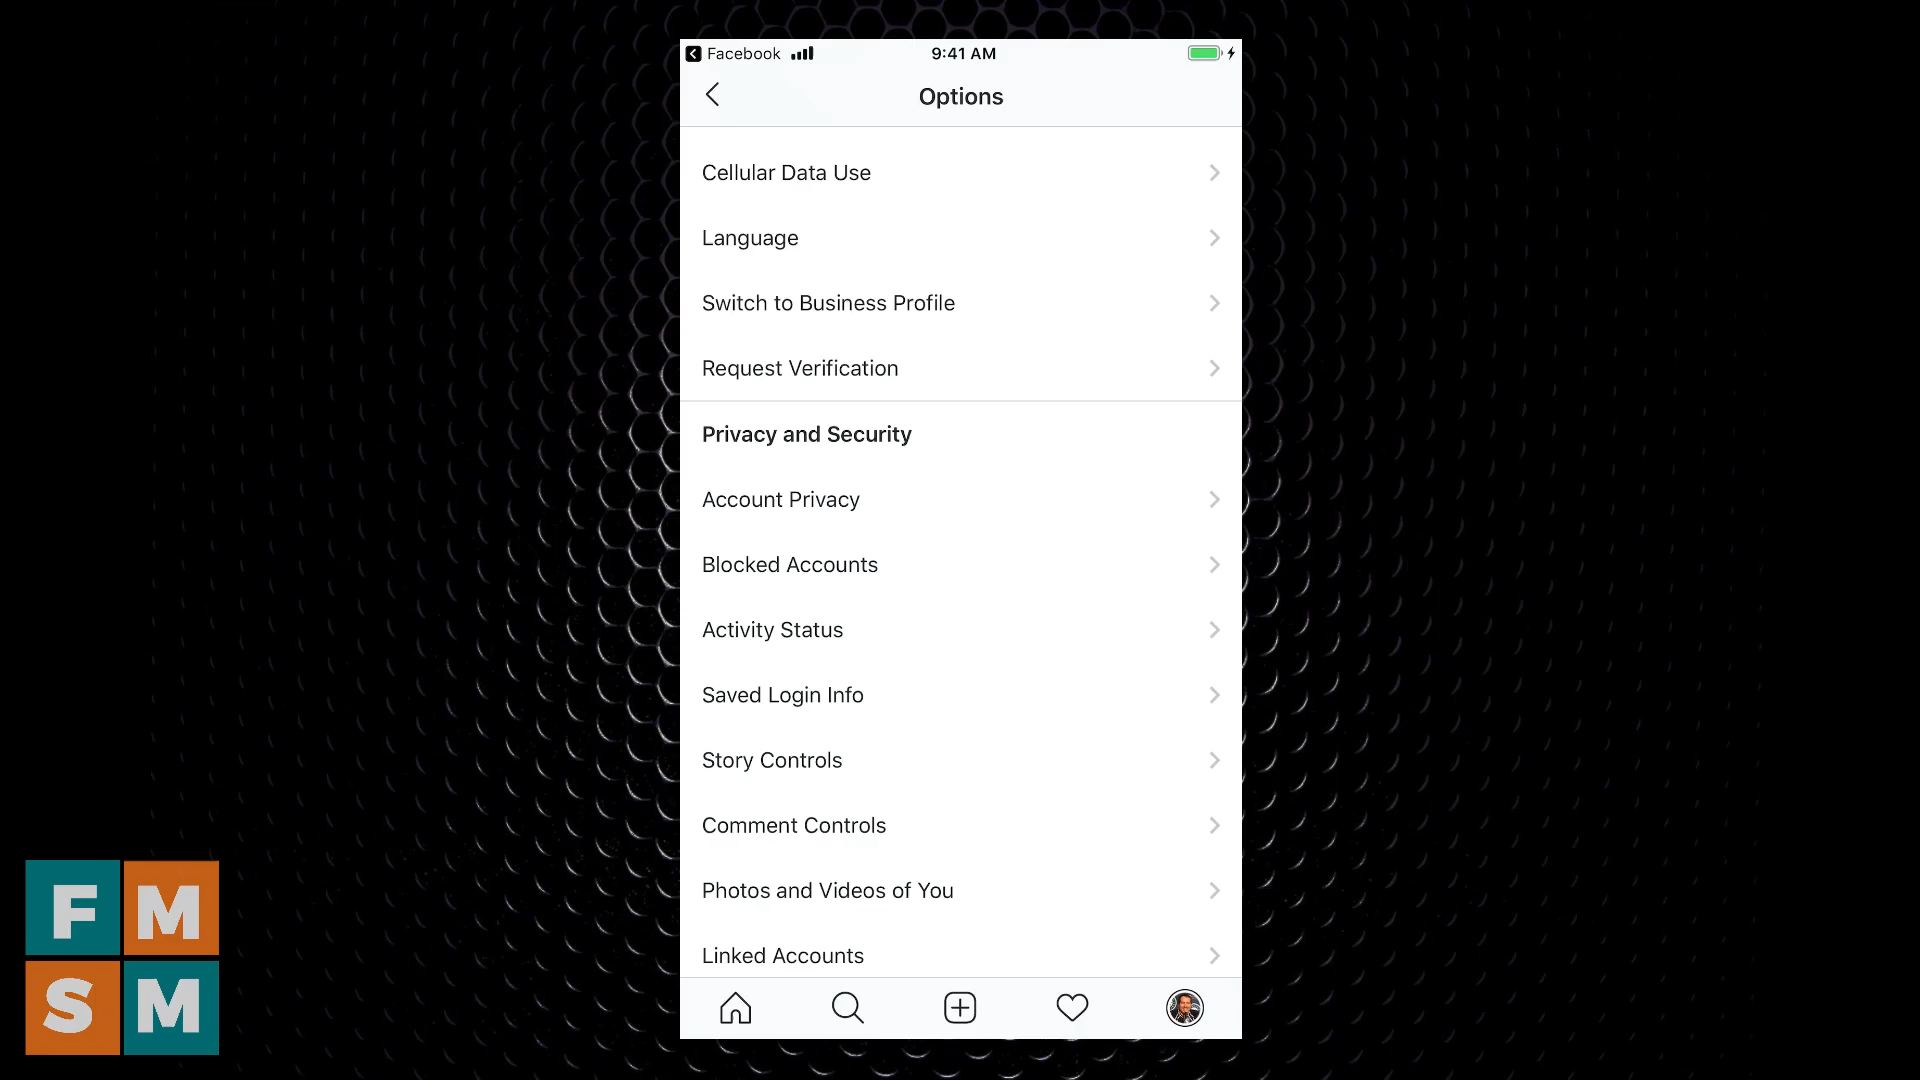 Facebook
9:41 AM
Options
Cellular Data Use
Language
Switch to Business Profile
Request Verification
Privacy and Security
Account Privacy
Blocked Accounts
Activity Status
Saved Login Info
Story Controls
Comment Controls
Photos and Videos of You
Linked Accounts
FM
SM